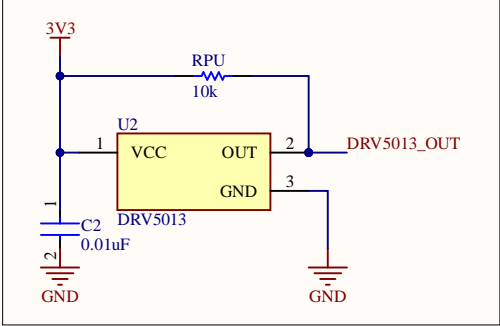 3V3
RPU
10k
U2
1 VCC OUT 2 DRV5013_OUT
GND 3
DRV5013
1
C2
0.01uF
2
GND GND